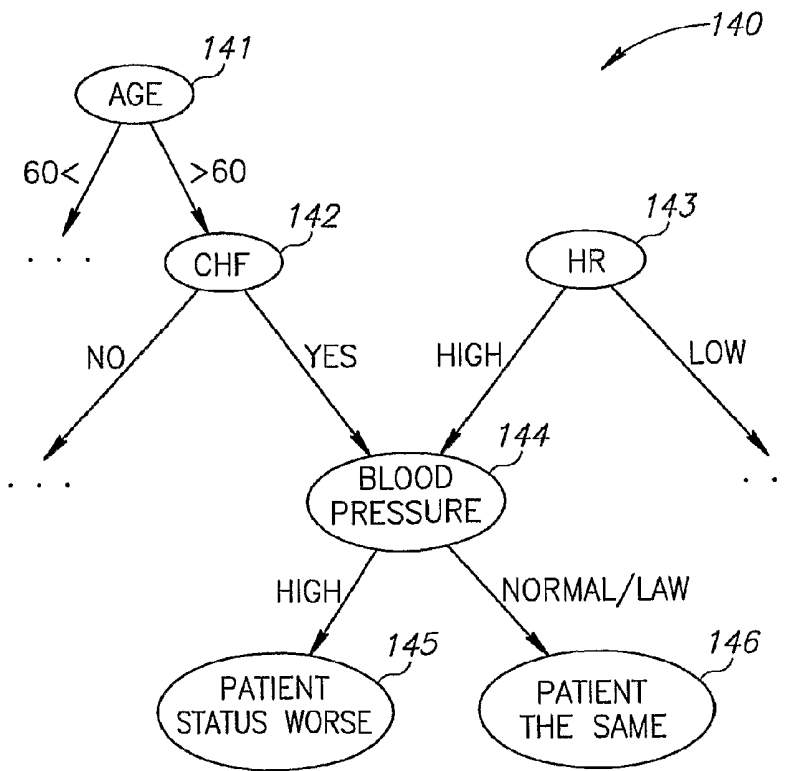 140
141
AGE
60< >60
142
CHF
143
HR
NO YES HIGH LOW
. . .
. . .
. .
144
BLOOD
PRESSURE
HIGH NORMAL/LAW
145
PATIENT
STATUS WORSE
146
PATIENT
THE SAME